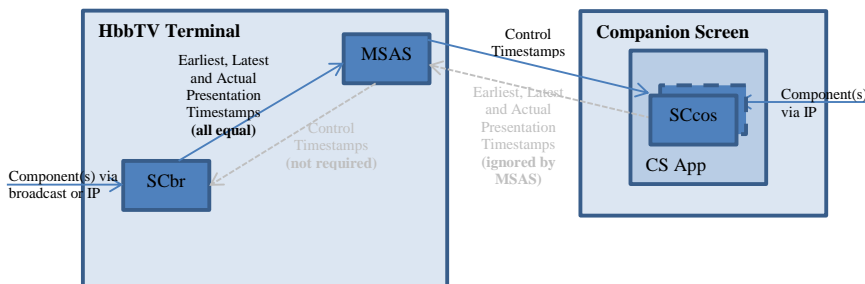 HbbTV Terminal
MSAS
Earliest, Latest
and Actual
Presentation
Timestamps
(all equal)
Control
Timestamps
(not required)
SCbr
Component(s) via
broadcast or IP
Control
Timestamps
Earliest, Latest
and Actual
Presentation
Timestamps
(ignored by
MSAS)
Companion Screen
SCcos
CS App
Component(s)
via IP